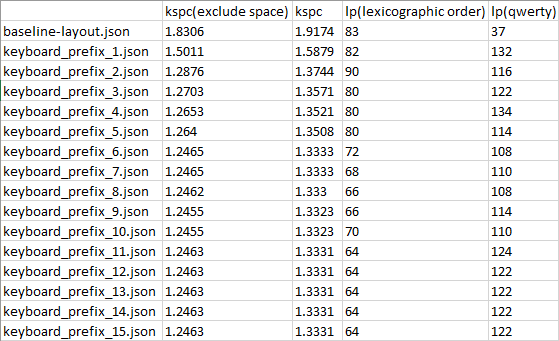 kspc(exclude space) kspc lp(lexicographic order) lp(qwerty)
baseline-layout.json 1.8306 1.9174 83 37
keyboard_prefix_1.json 1.5011 1.5879 82 132
keyboard_prefix_2.json 1.2876 1.3744 90 116
keyboard_prefix_3.json 1.2703 1.3571 80 122
keyboard_prefix_4.json 1.2653 1.3521 80 134
keyboard_prefix_5.json 1.264 1.3508 80 114
keyboard_prefix_6.json 1.2465 1.3333 72 108
keyboard_prefix_7.json 1.2465 1.3333 68 110
keyboard_prefix_8.json 1.2462 1.333 66 108
keyboard_prefix_9.json 1.2455 1.3323 66 114
keyboard_prefix_10.json 1.2455 1.3323 70 110
keyboard_prefix_11.json 1.2463 1.3331 64 124
keyboard_prefix_12.json 1.2463 1.3331 64 122
keyboard_prefix_13.json 1.2463 1.3331 64 122
keyboard_prefix_14.json 1.2463 1.3331 64 122
keyboard_prefix_15.json 1.2463 1.3331 64 122